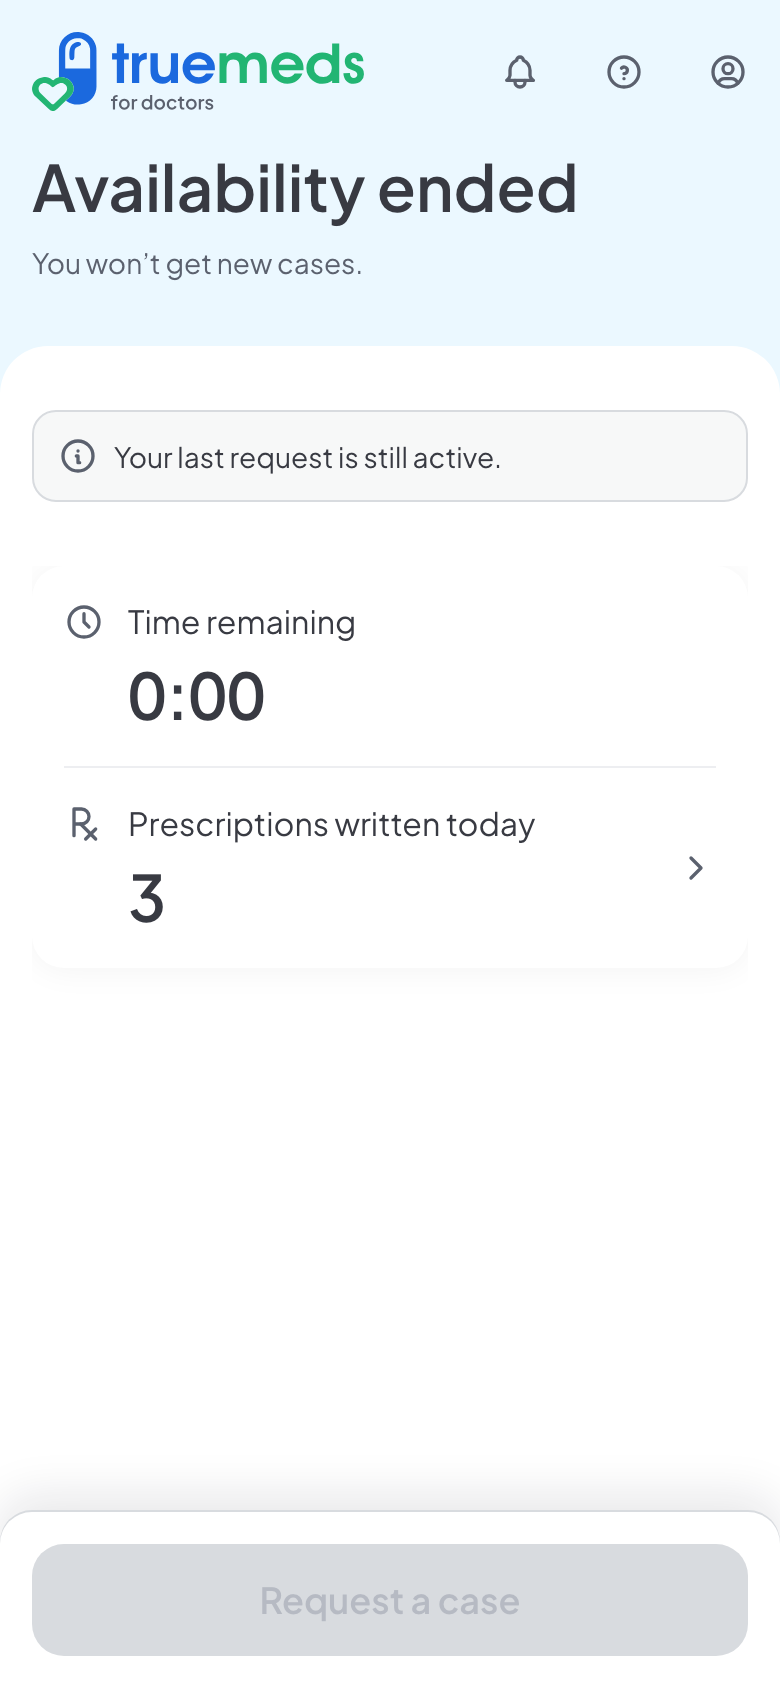 truemeds
for doctors
Availability ended
You won’t get new cases.
Your last request is still active.
Time remaining
0:00
Prescriptions written today
3
Request a case